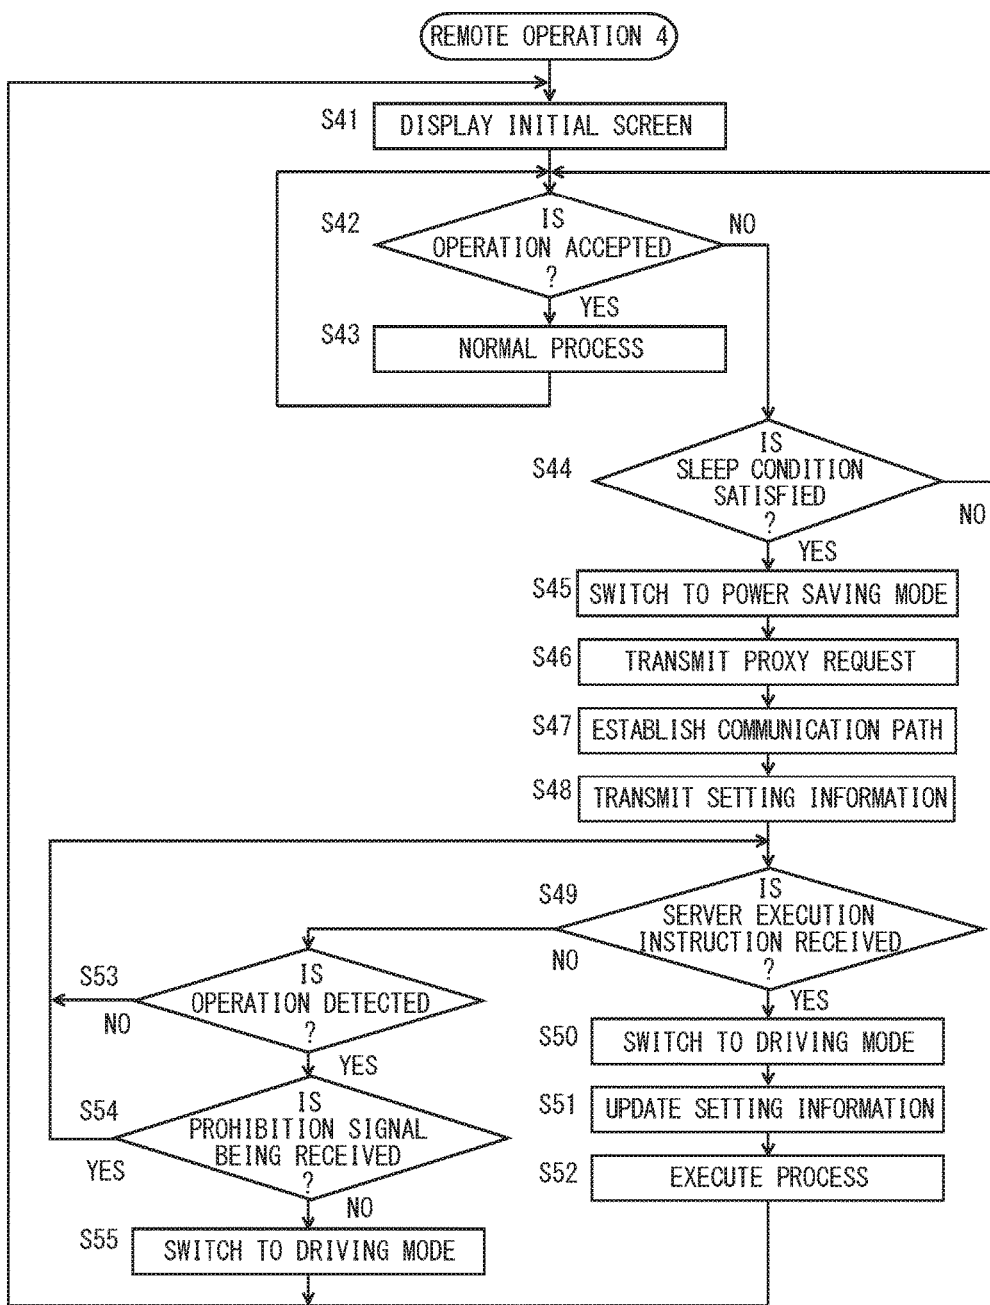 REMOTE OPERATION 4
S41
DISPLAY INITIAL SCREEN
S42
IS
OPERATION ACCEPTED
?
NO
YES
S43
NORMAL PROCESS
S44
IS
SLEEP CONDITION
SATISFIED
?
NO
YES
S45
SWITCH TO POWER SAVING MODE
S46
TRANSMIT PROXY REQUEST
S47
ESTABLISH COMMUNICATION PATH
S48
TRANSMIT SETTING INFORMATION
S49
IS
SERVER EXECUTION
INSTRUCTION RECEIVED
?
NO
YES
S50
SWITCH TO DRIVING MODE
S51
UPDATE SETTING INFORMATION
S52
EXECUTE PROCESS
S53
IS
OPERATION DETECTED
?
NO
YES
S54
IS
PROHIBITION SIGNAL
BEING RECEIVED
?
YES
NO
S55
SWITCH TO DRIVING MODE